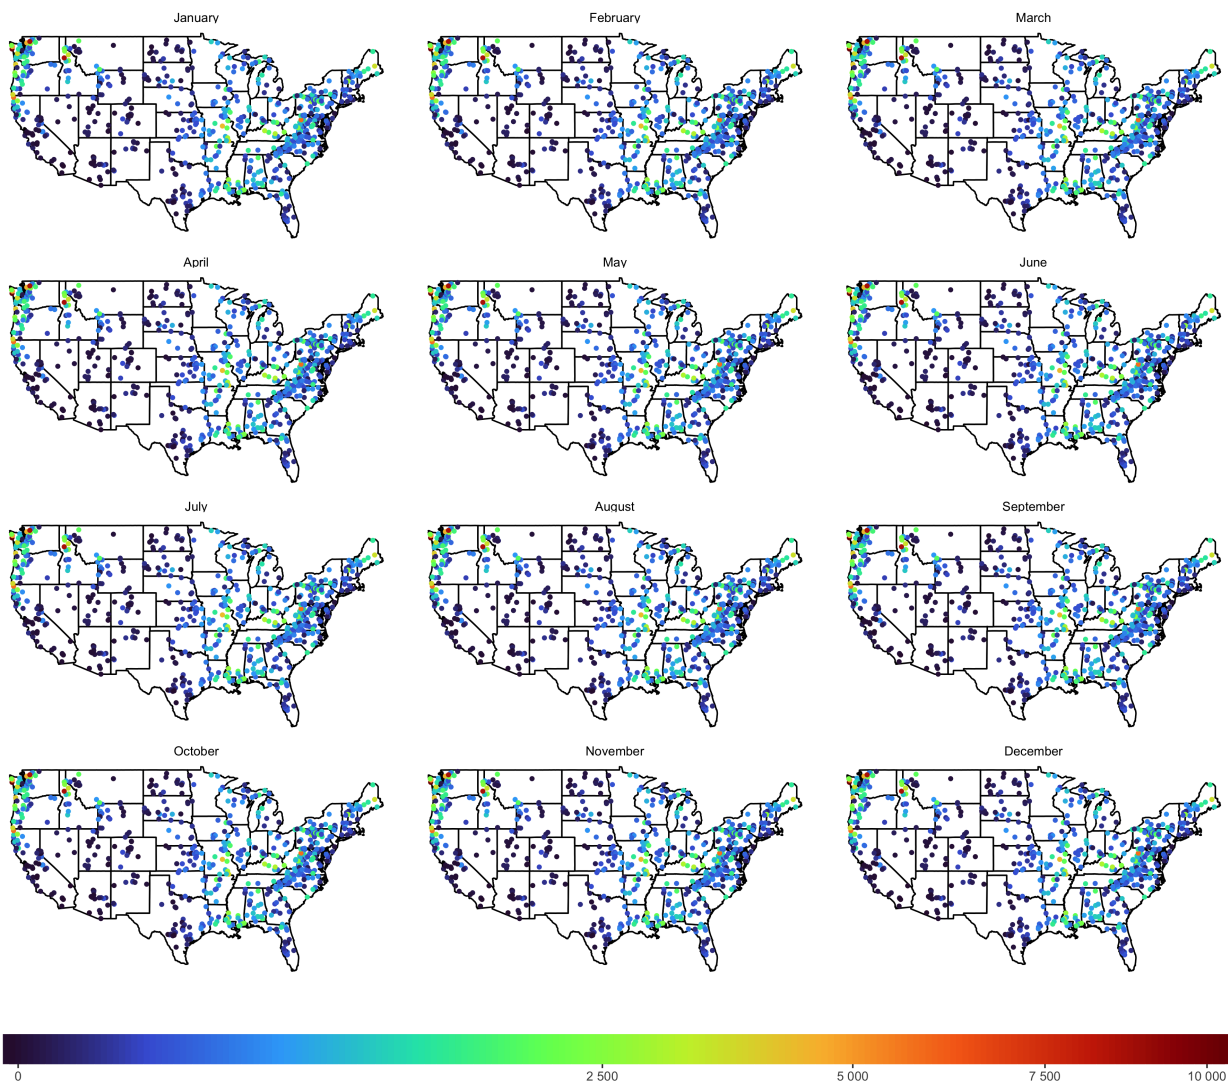 January February March
April May June
July August September
October November December
0 2 500 5 000 7 500 10 000